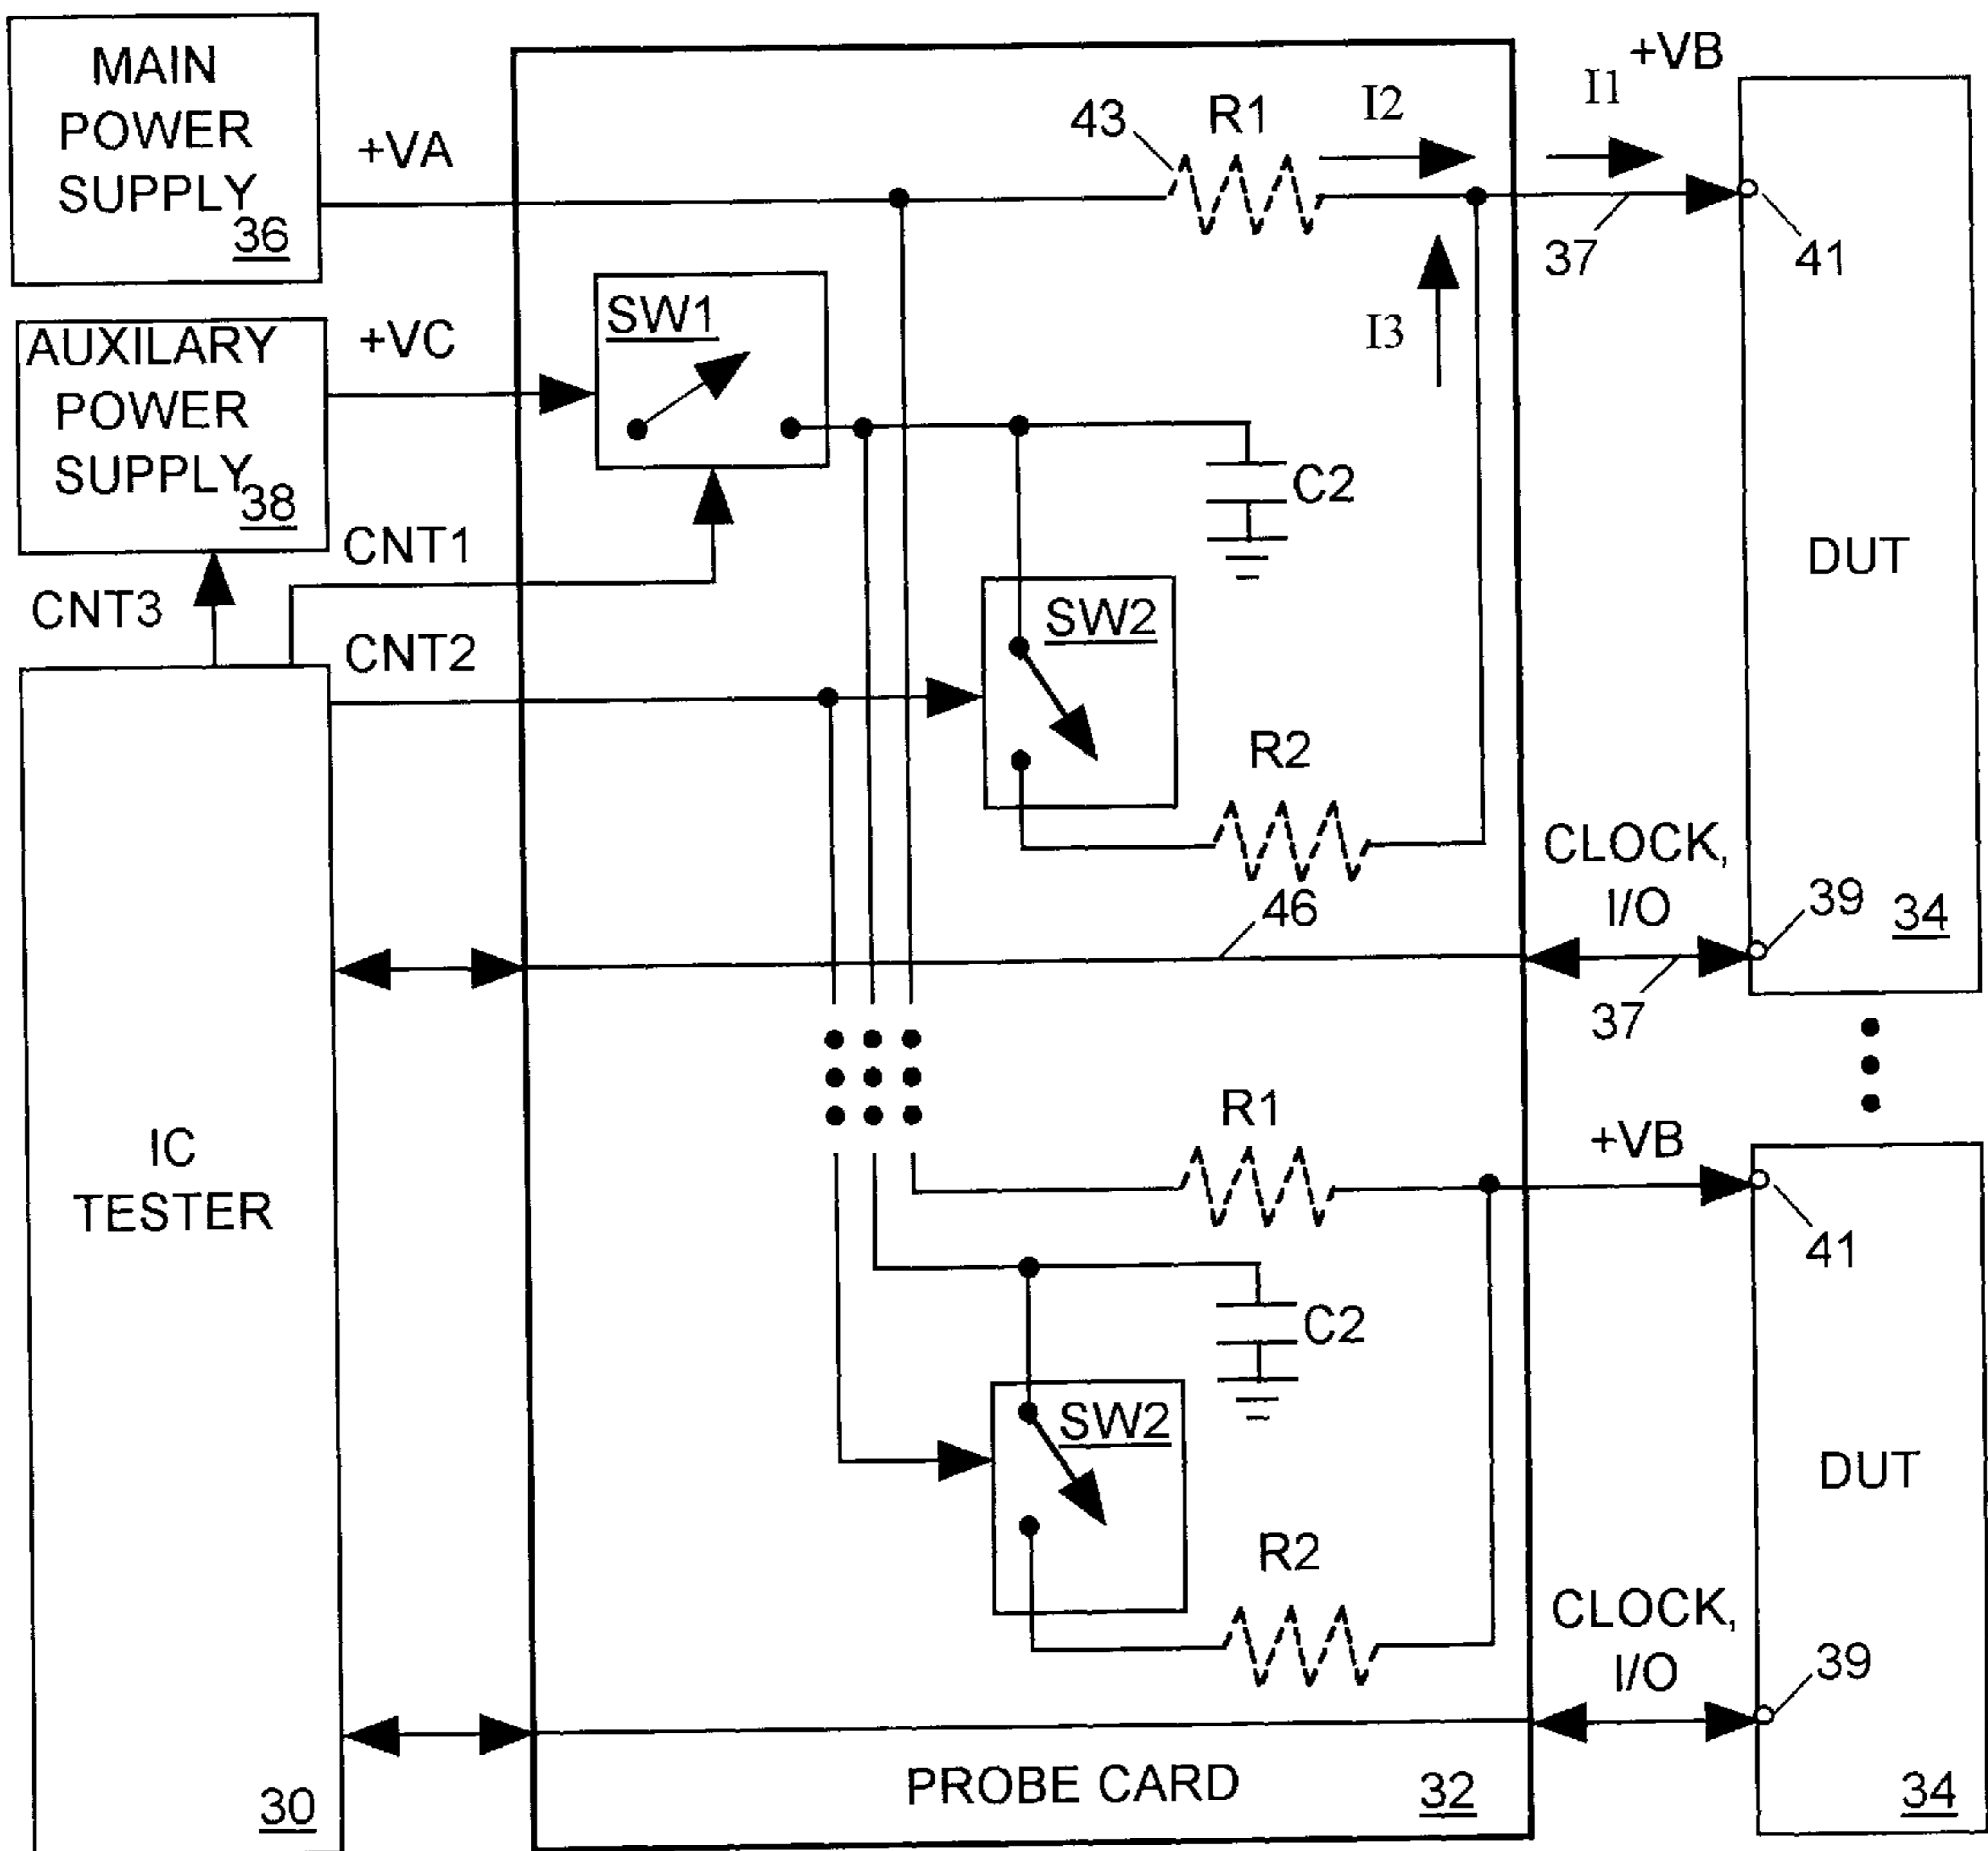 MAIN
POWER
SUPPLY
36
+VA
43
R1
I2
I1
+VB
37
41
AUXILARY
POWER
SUPPLY
38
+VC
SW1
I3
C2
DUT
CNT1
CNT3
CNT2
SW2
R2
CLOCK,
I/O
46
39
34
37
IC
TESTER
30
R1
+VB
41
C2
SW2
DUT
R2
CLOCK,
I/O
39
PROBE CARD
32
34